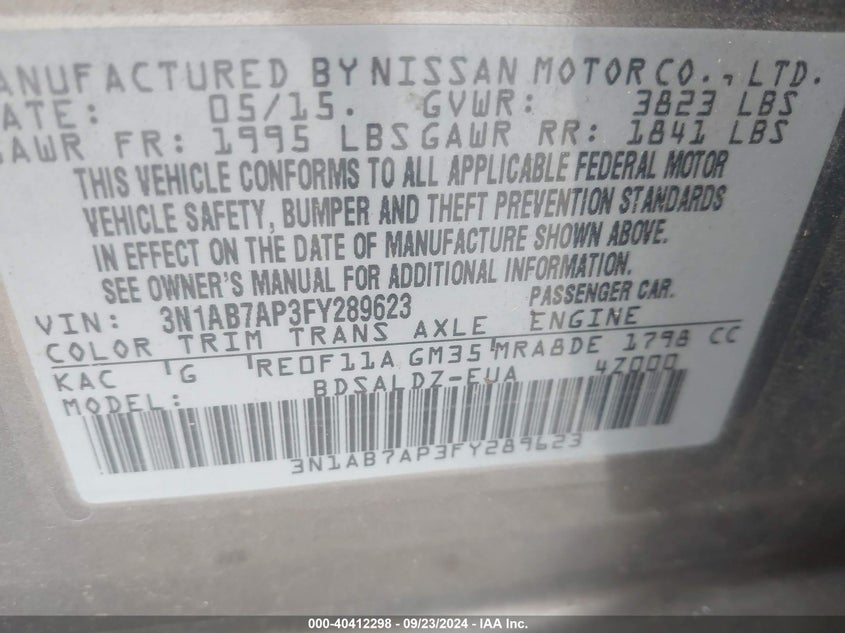 ANUFACTURED BY NISSAN MOTOR CO., LTD.
ATE: 05/15. GVWR: 3823 LBS
GAWR FR: 1995 LBS GAWR RR: 1841 LBS
THIS VEHICLE CONFORMS TO ALL APPLICABLE FEDERAL MOTOR
VEHICLE SAFETY, BUMPER AND THEFT PREVENTION STANDARDS
IN EFFECT ON THE DATE OF MANUFACTURE SHOWN ABOVE.
SEE OWNER'S MANUAL FOR ADDITIONAL INFORMATION.
VIN: 3N1AB7AP3FY289623 PASSENGER CAR.
COLOR TRIM TRANS AXLE ENGINE
KAC G RE0F11A GM35 MRA8DE 1798 CC
MODEL: BDSALDZ-EUA 4Z000
3N1AB7AP3FY289623
000-40412298 - 09/23/2024 - IAA Inc.